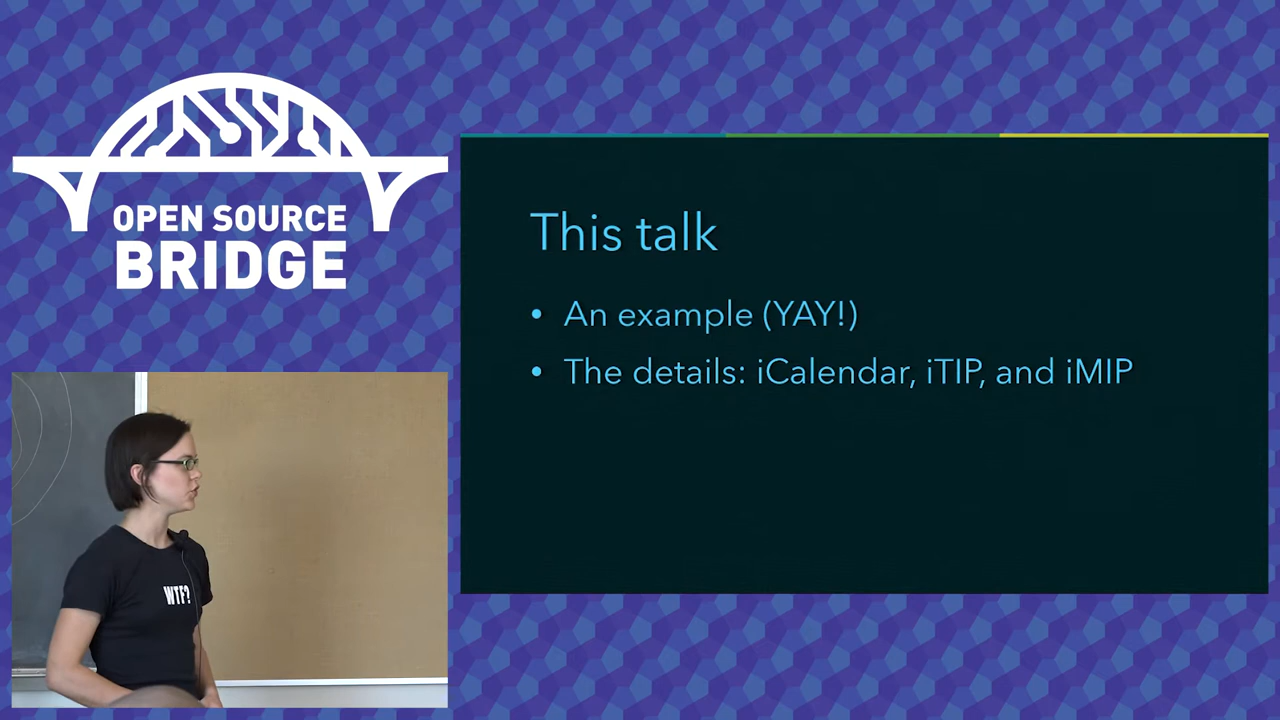 OPEN SOURCE
BRIDGE
This talk
• An example (YAY!)
• The details: iCalendar, iTIP, and iMIP
WTF?